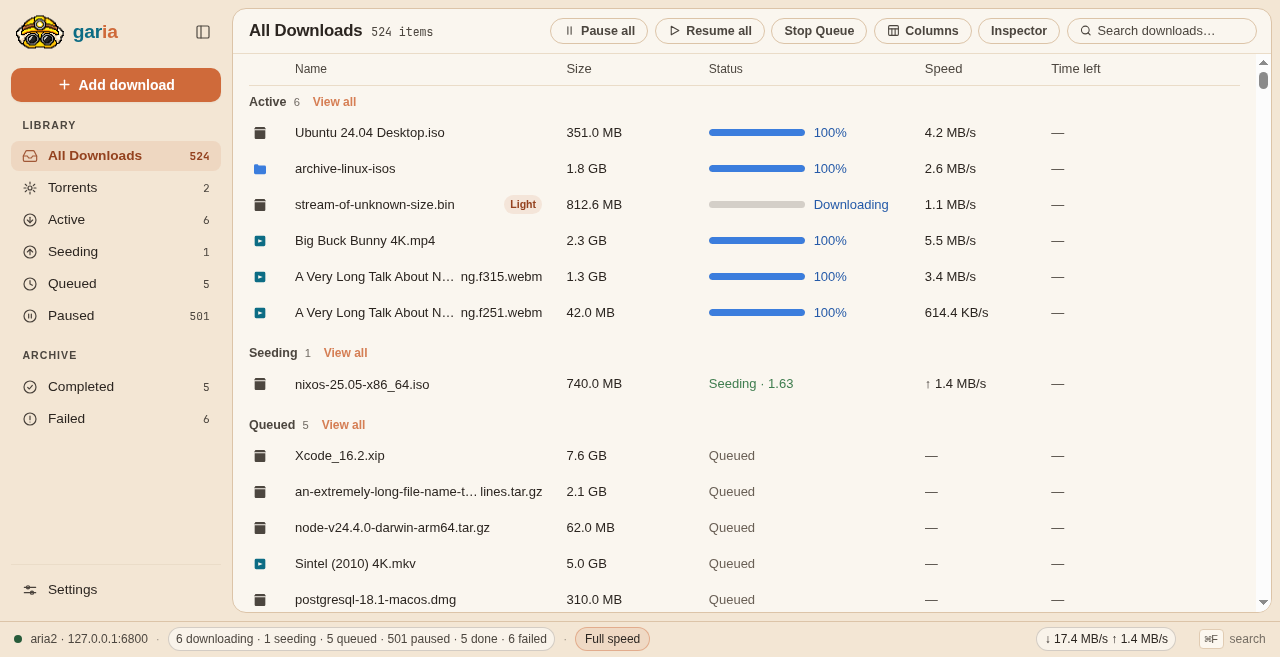 garia
All Downloads 524 items
Pause all
Resume all
Stop Queue
Columns
Inspector
Search downloads…
Add download
LIBRARY
All Downloads 524
Torrents 2
Active 6
Seeding 1
Queued 5
Paused 501
ARCHIVE
Completed 5
Failed 6
Settings
Name Size Status Speed Time left
Active 6 View all
Ubuntu 24.04 Desktop.iso 351.0 MB 100% 4.2 MB/s —
archive-linux-isos 1.8 GB 100% 2.6 MB/s —
stream-of-unknown-size.bin Light 812.6 MB Downloading 1.1 MB/s —
Big Buck Bunny 4K.mp4 2.3 GB 100% 5.5 MB/s —
A Very Long Talk About N… ng.f315.webm 1.3 GB 100% 3.4 MB/s —
A Very Long Talk About N… ng.f251.webm 42.0 MB 100% 614.4 KB/s —
Seeding 1 View all
nixos-25.05-x86_64.iso 740.0 MB Seeding · 1.63 ↑ 1.4 MB/s —
Queued 5 View all
Xcode_16.2.xip 7.6 GB Queued — —
an-extremely-long-file-name-t… lines.tar.gz 2.1 GB Queued — —
node-v24.4.0-darwin-arm64.tar.gz 62.0 MB Queued — —
Sintel (2010) 4K.mkv 5.0 GB Queued — —
postgresql-18.1-macos.dmg 310.0 MB Queued — —
aria2 · 127.0.0.1:6800 · 6 downloading · 1 seeding · 5 queued · 501 paused · 5 done · 6 failed · Full speed ↓ 17.4 MB/s ↑ 1.4 MB/s ⌘F search